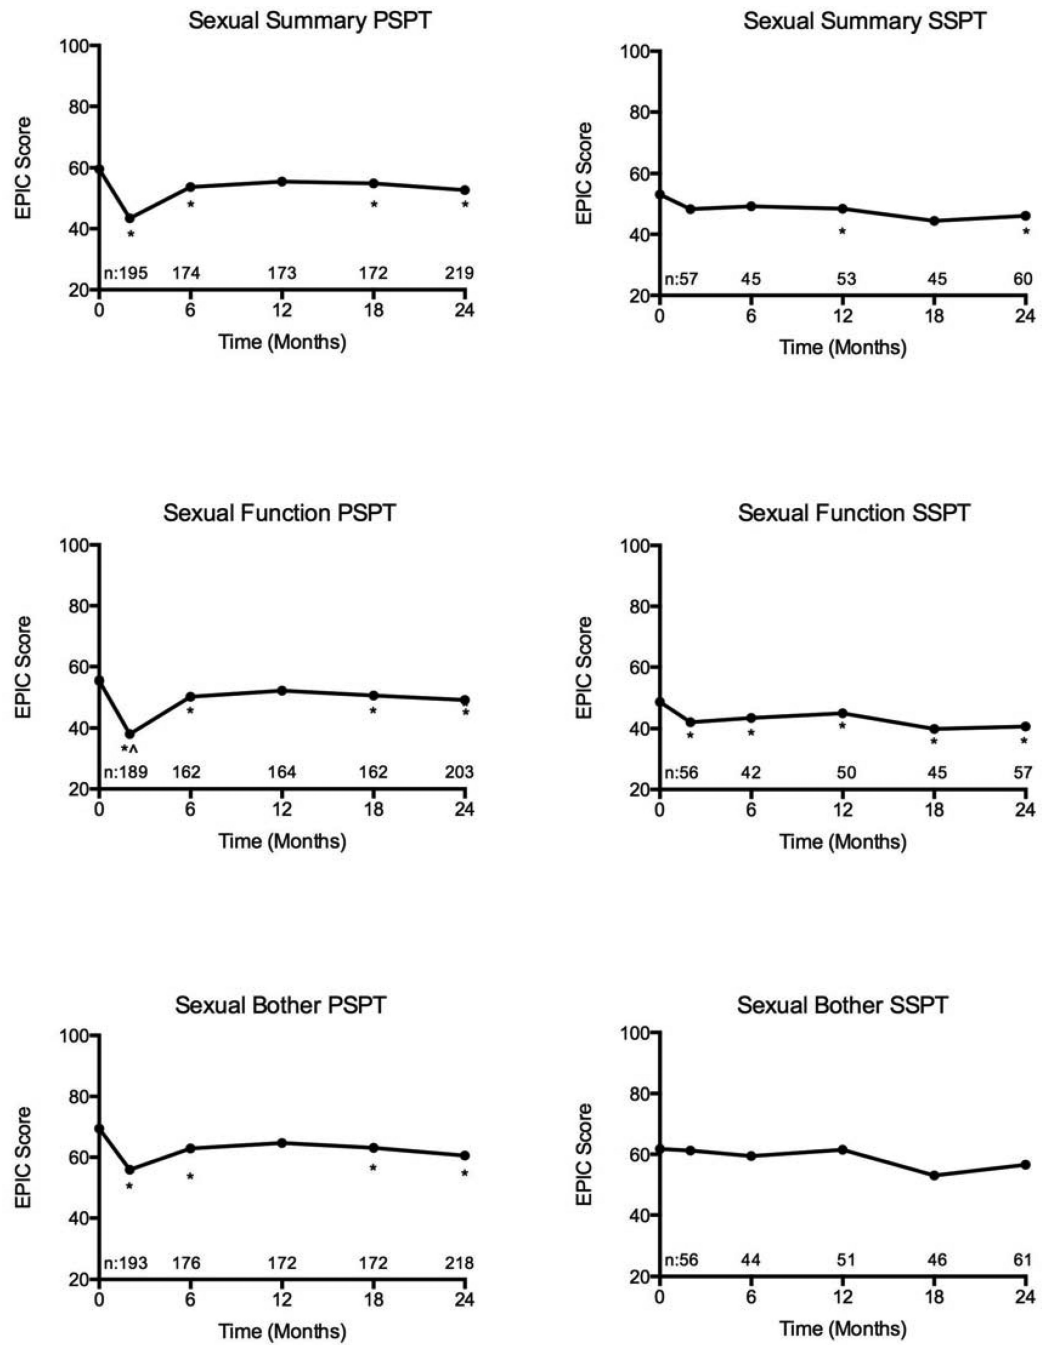 Sexual Summary PSPT
100
80
60
40
20
EPIC Score
*
*
*
*
n:195 174 173 172 219
0 6 12 18 24
Time (Months)
Sexual Summary SSPT
100
80
60
40
20
EPIC Score
*
*
n:57 45 53 45 60
0 6 12 18 24
Time (Months)
Sexual Function PSPT
100
80
60
40
20
EPIC Score
*^
*
*
*
n:189 162 164 162 203
0 6 12 18 24
Time (Months)
Sexual Function SSPT
100
80
60
40
20
EPIC Score
*
*
*
*
*
n:56 42 50 45 57
0 6 12 18 24
Time (Months)
Sexual Bother PSPT
100
80
60
40
20
EPIC Score
*
*
*
*
n:193 176 172 172 218
0 6 12 18 24
Time (Months)
Sexual Bother SSPT
100
80
60
40
20
EPIC Score
n:56 44 51 46 61
0 6 12 18 24
Time (Months)